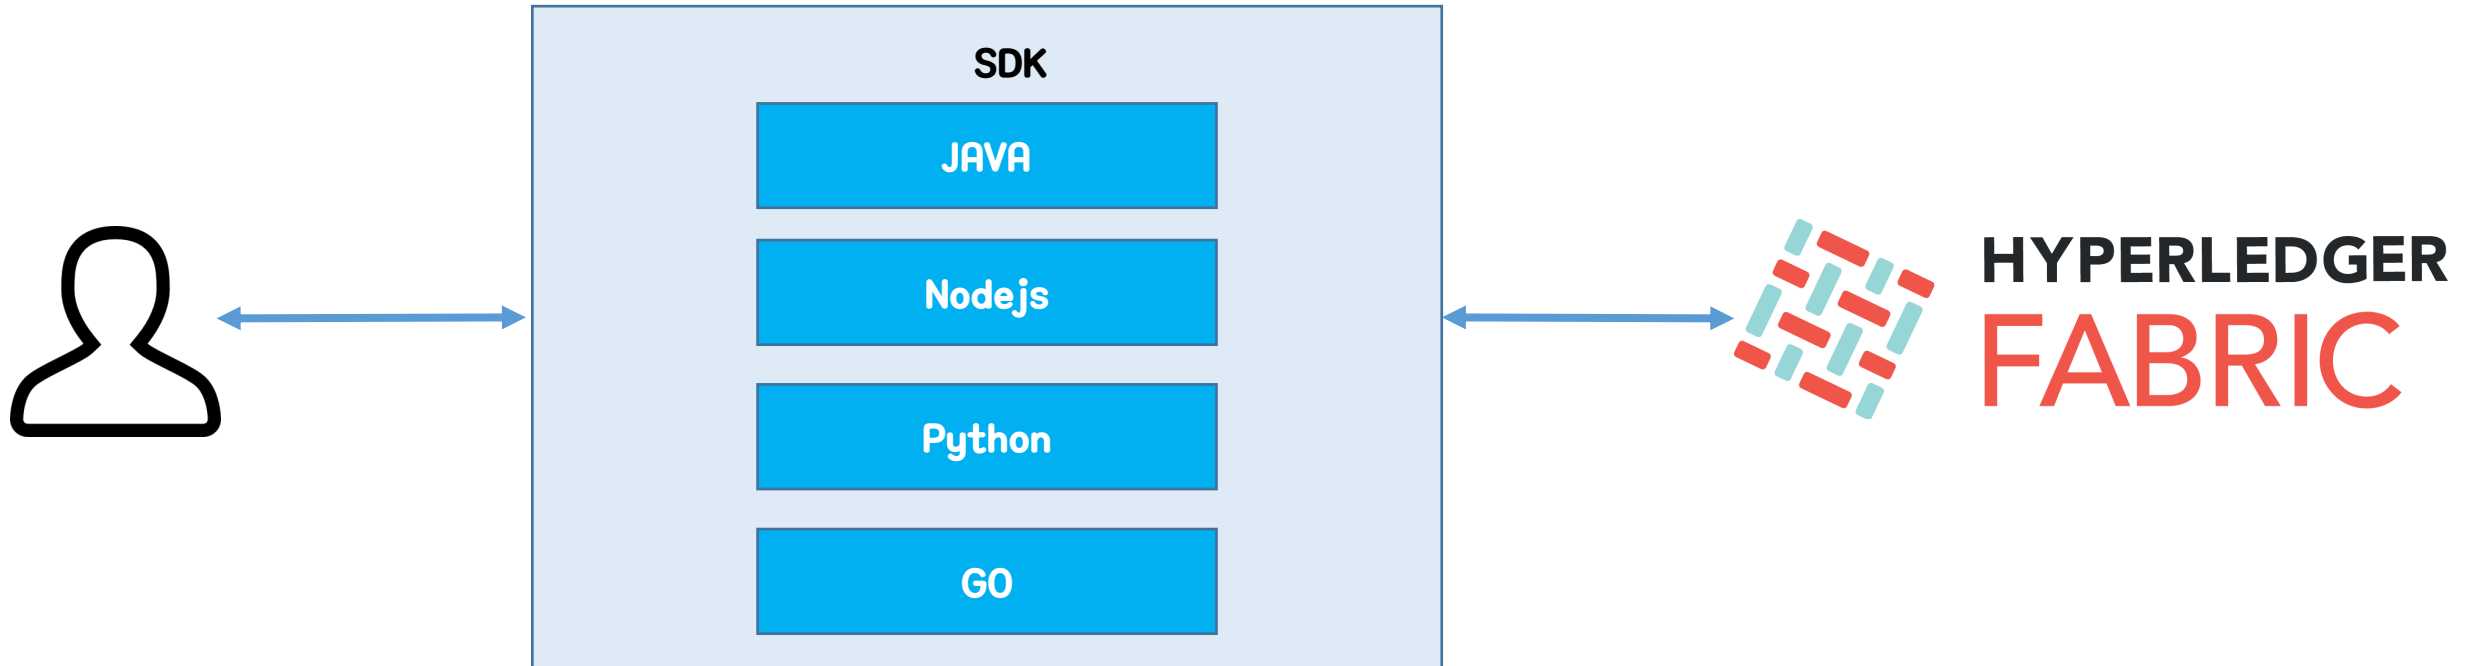 SDK
JAVA
Nodejs
Python
GO
HYPERLEDGER
FABRIC